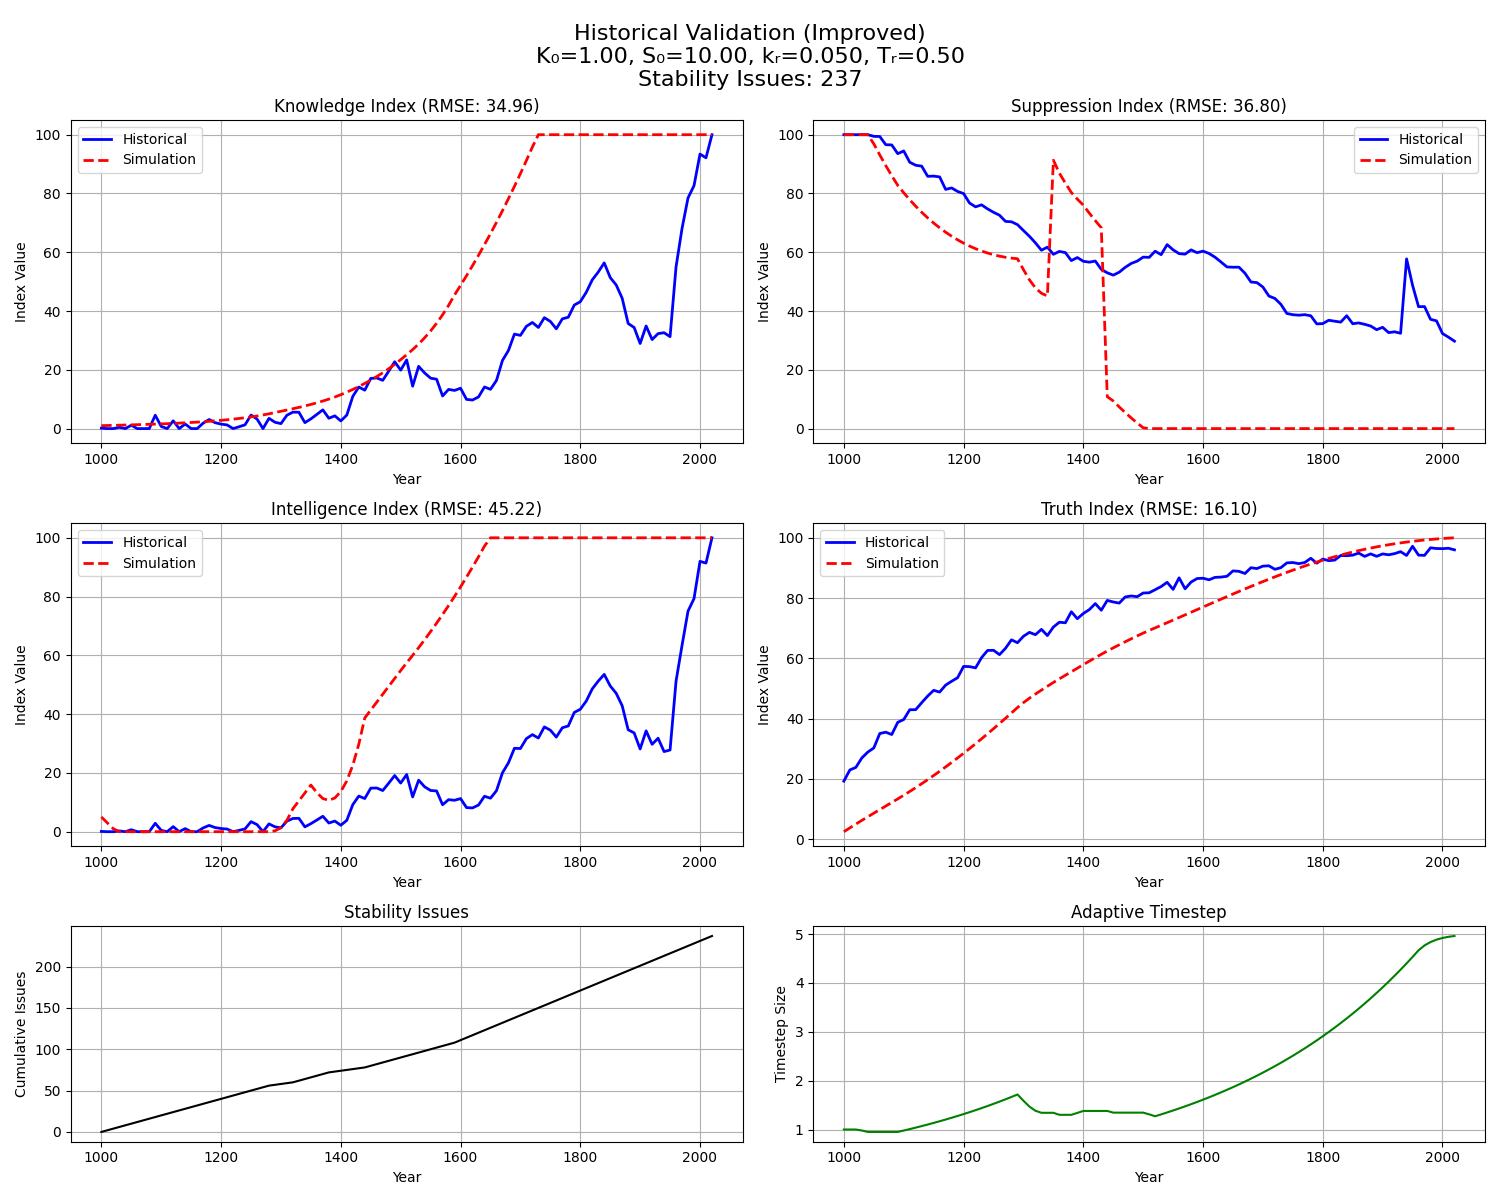 Historical Validation (Improved)
K₀=1.00, S₀=10.00, kᵣ=0.050, Tᵣ=0.50
Stability Issues: 237
Knowledge Index (RMSE: 34.96)
Historical
Simulation
Index Value
100
80
60
40
20
0
1000 1200 1400 1600 1800 2000
Year
Suppression Index (RMSE: 36.80)
Historical
Simulation
Index Value
100
80
60
40
20
0
1000 1200 1400 1600 1800 2000
Year
Intelligence Index (RMSE: 45.22)
Historical
Simulation
Index Value
100
80
60
40
20
0
1000 1200 1400 1600 1800 2000
Year
Truth Index (RMSE: 16.10)
Historical
Simulation
Index Value
100
80
60
40
20
0
1000 1200 1400 1600 1800 2000
Year
Stability Issues
Cumulative Issues
200
150
100
50
0
1000 1200 1400 1600 1800 2000
Year
Adaptive Timestep
Timestep Size
5
4
3
2
1
1000 1200 1400 1600 1800 2000
Year